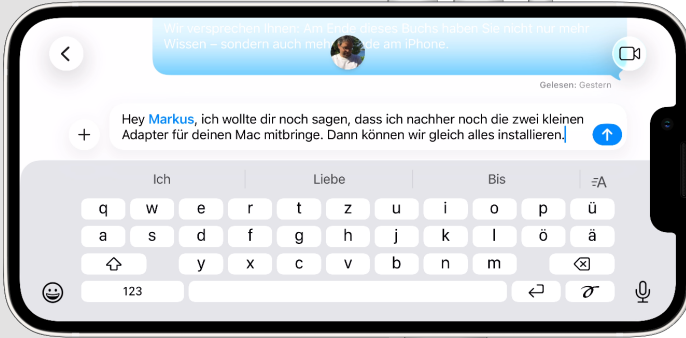 Wir versprechen Ihnen: Am Ende dieses Buchs haben Sie nicht nur mehr
Wissen – sondern auch meh de am iPhone.
Gelesen: Gestern
Hey Markus, ich wollte dir noch sagen, dass ich nachher noch die zwei kleinen
Adapter für deinen Mac mitbringe. Dann können wir gleich alles installieren.
Ich Liebe Bis
A
q w e r t z u i o p ü
a s d f g h j k l ö ä
y x c v b n m
123